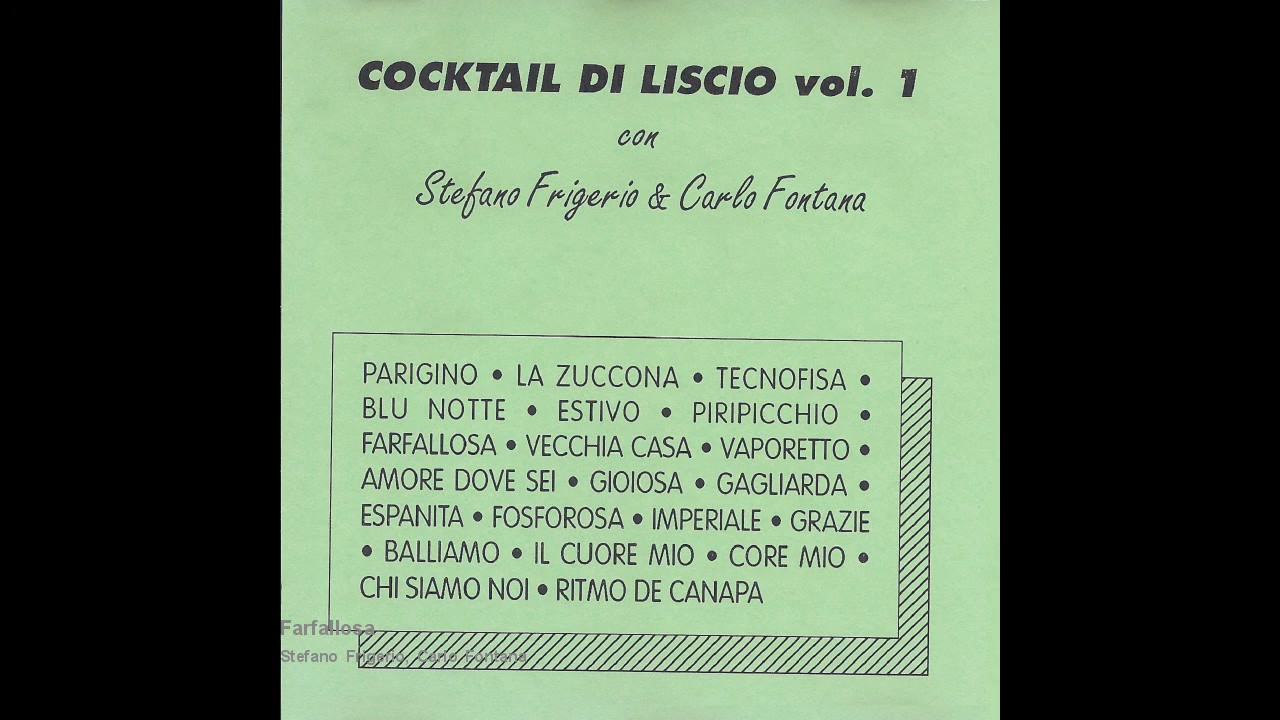 COCKTAIL DI LISCIO vol. 1
con
Stefano Frigerio & Carlo Fontana
PARIGINO • LA ZUCCONA • TECNOFISA •
BLU NOTTE • ESTIVO • PIRIPICCHIO •
FARFALLOSA • VECCHIA CASA • VAPORETTO •
AMORE DOVE SEI • GIOIOSA • GAGLIARDA •
ESPANITA • FOSFOROSA • IMPERIALE • GRAZIE
• BALLIAMO • IL CUORE MIO • CORE MIO •
CHI SIAMO NOI • RITMO DE CANAPA
Farfallosa
Stefano Frigerio, Carlo Fontana